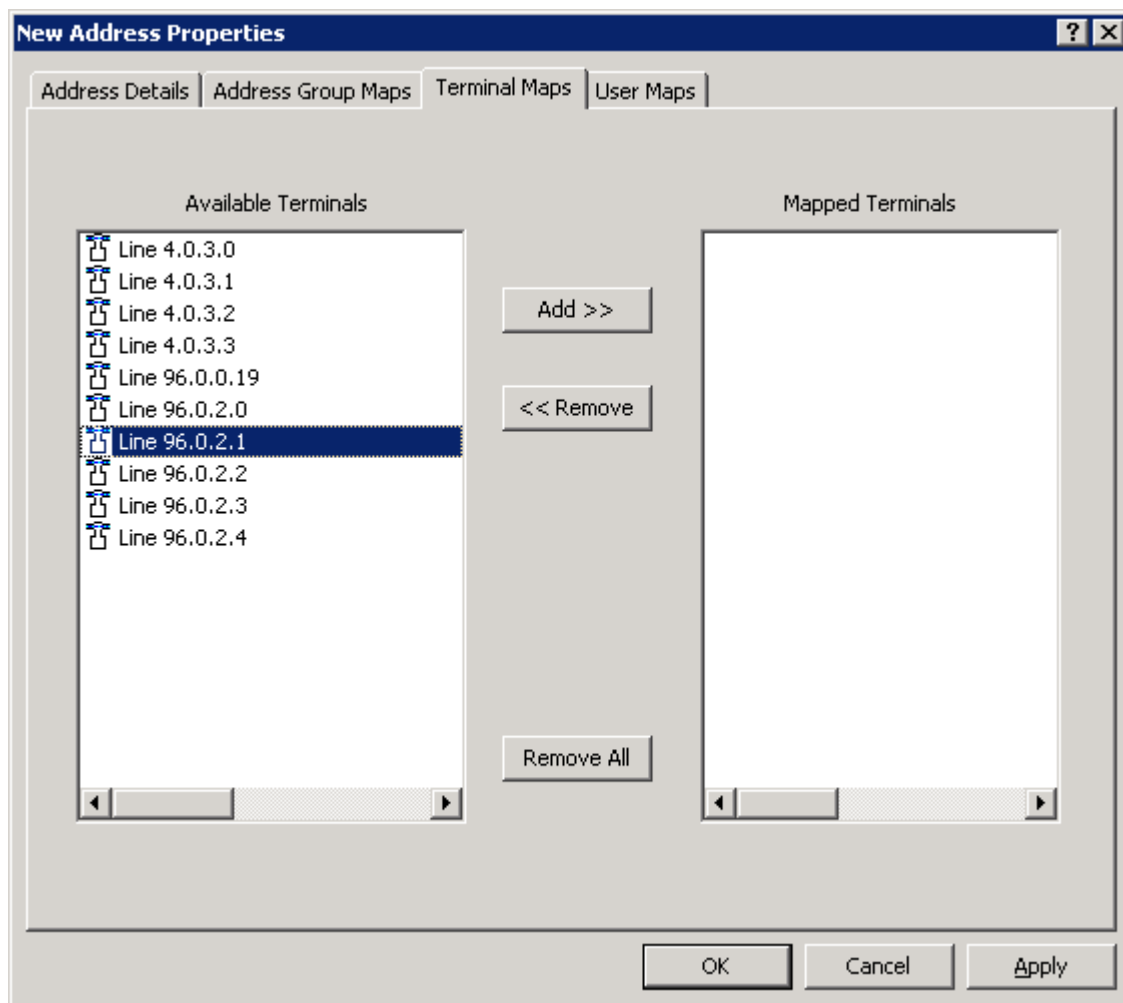 New Address Properties
Address Details
Address Group Maps
Terminal Maps
User Maps
Available Terminals
Mapped Terminals
Line 4.0.3.0
Line 4.0.3.1
Line 4.0.3.2
Line 4.0.3.3
Line 96.0.0.19
Line 96.0.2.0
Line 96.0.2.1
Line 96.0.2.2
Line 96.0.2.3
Line 96.0.2.4
Add >>
<< Remove
Remove All
OK
Cancel
Apply